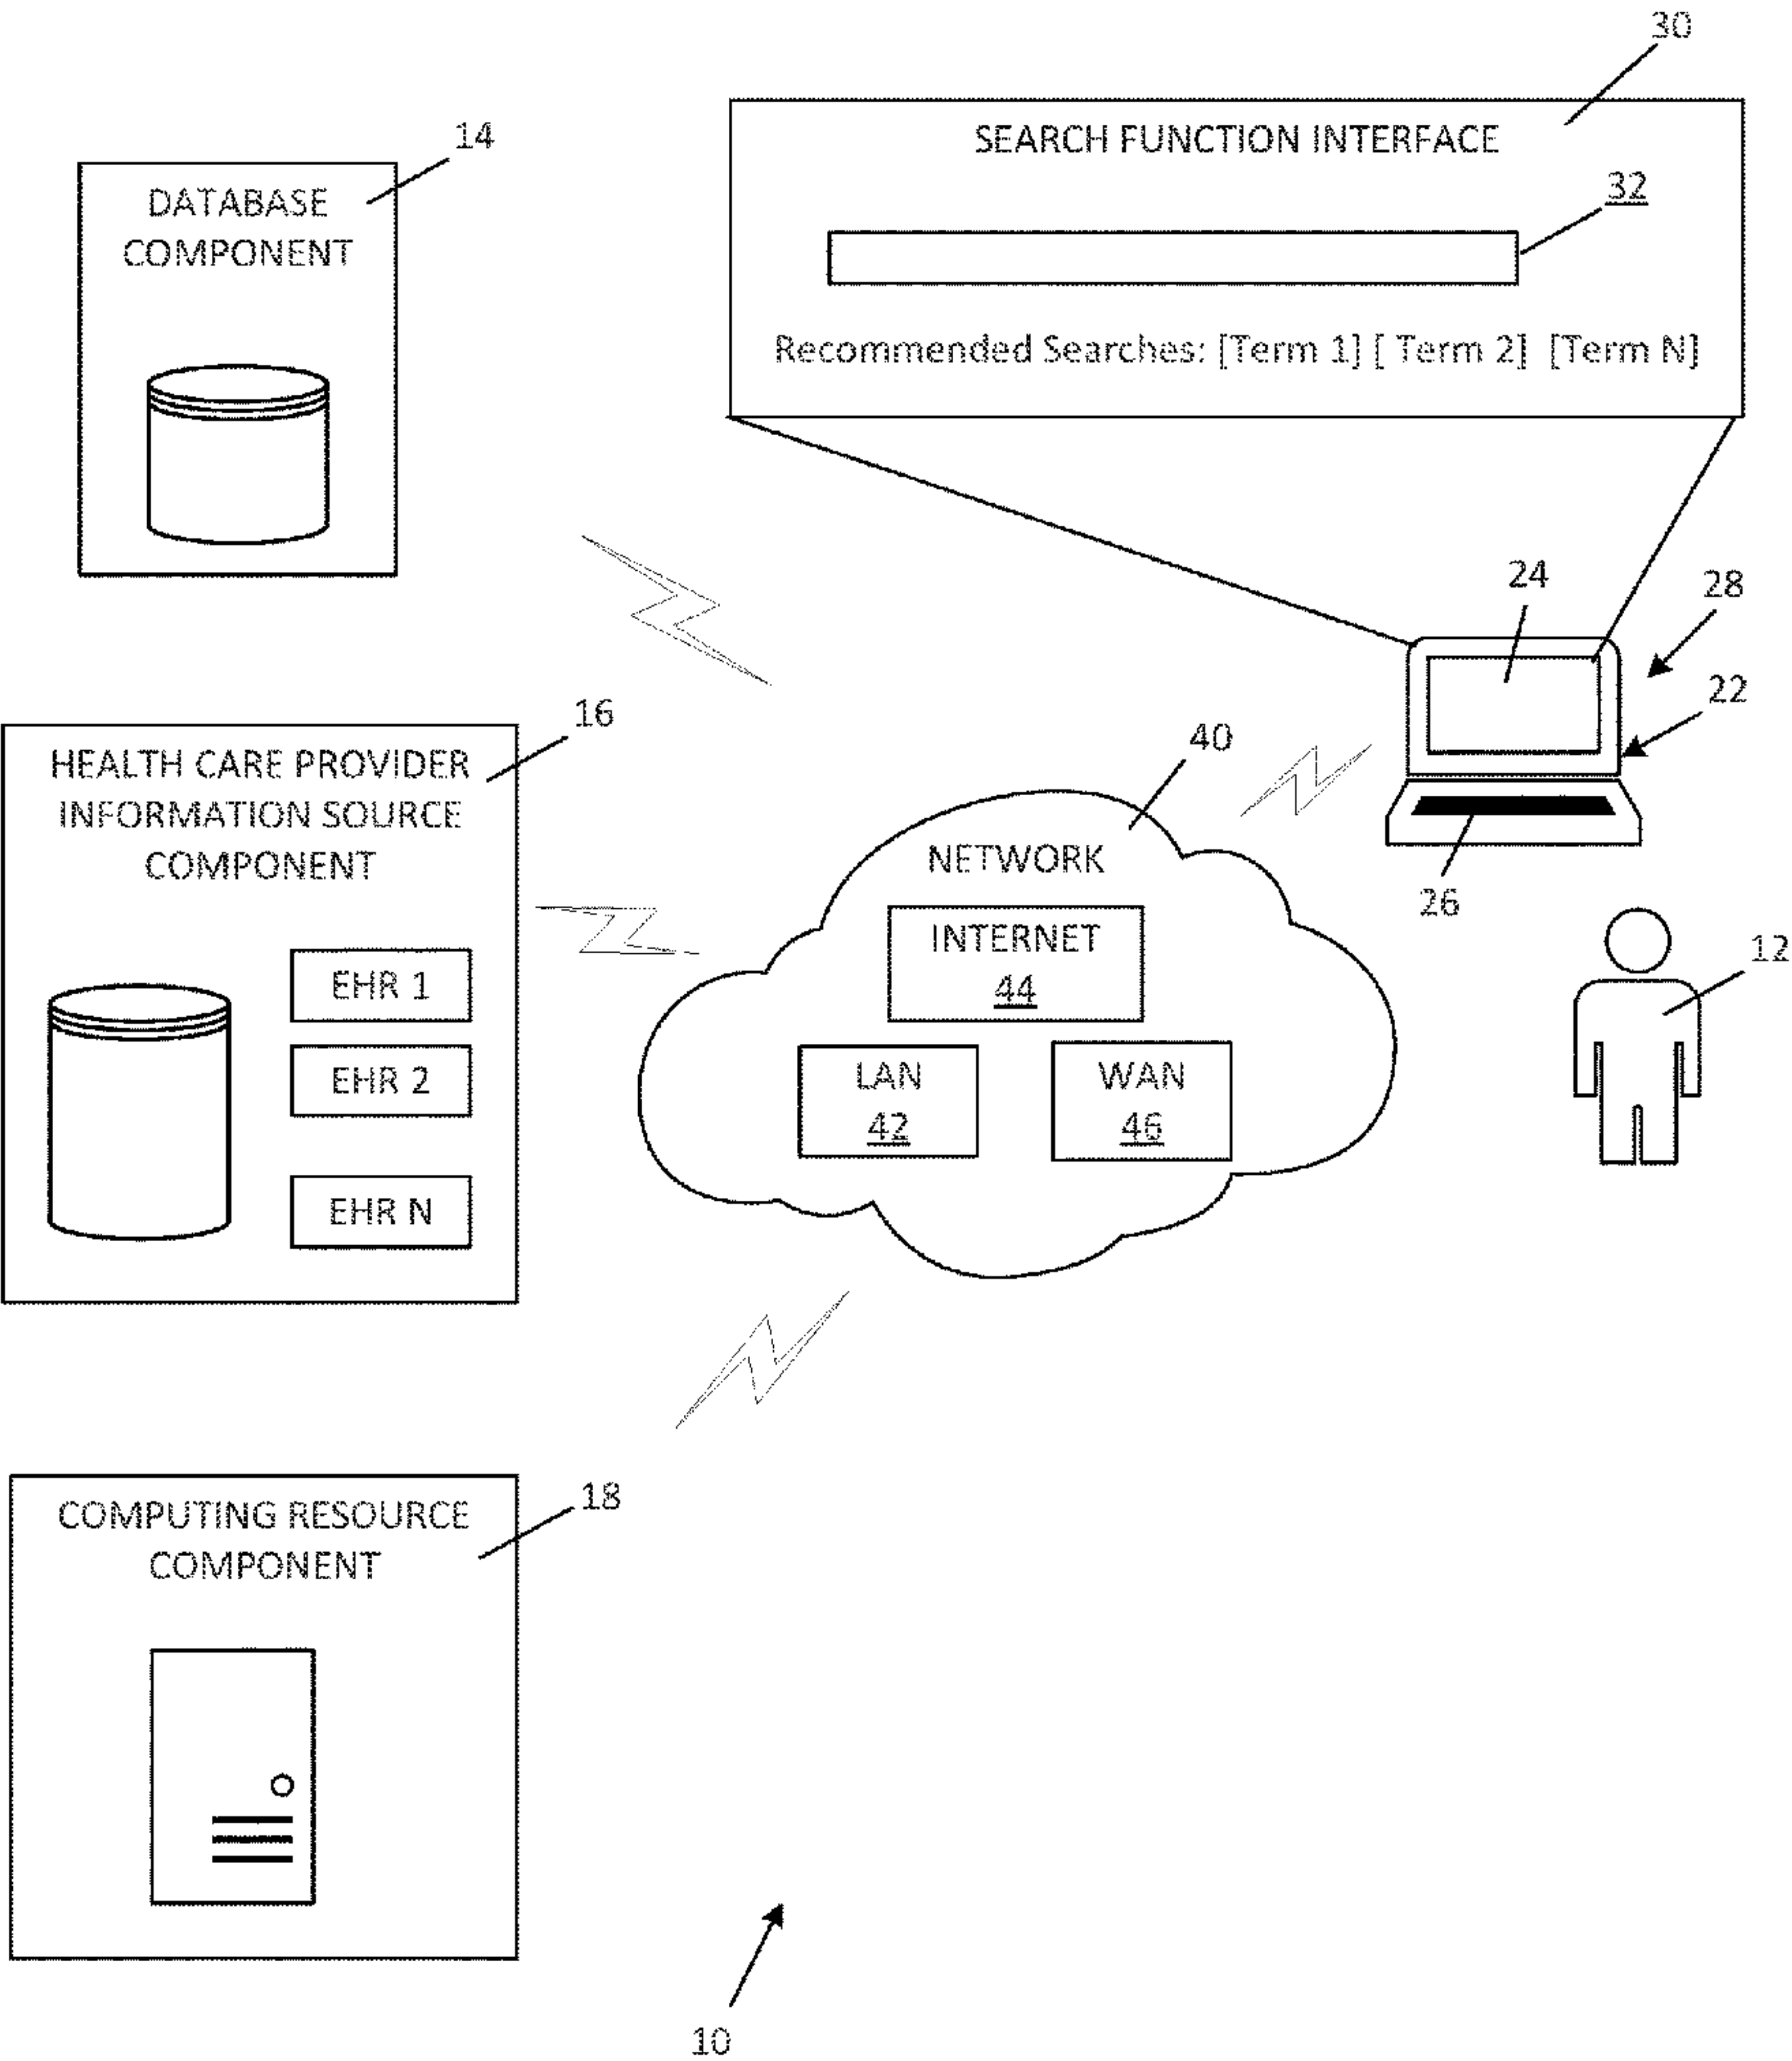 30
SEARCH FUNCTION INTERFACE
32
Recommended Searches: [Term 1] [ Term 2] [Term N]
14
DATABASE
COMPONENT
24
28
22
26
12
16
HEALTH CARE PROVIDER
INFORMATION SOURCE
COMPONENT
EHR 1
EHR 2
EHR N
40
NETWORK
INTERNET
44
LAN
42
WAN
46
18
COMPUTING RESOURCE
COMPONENT
10